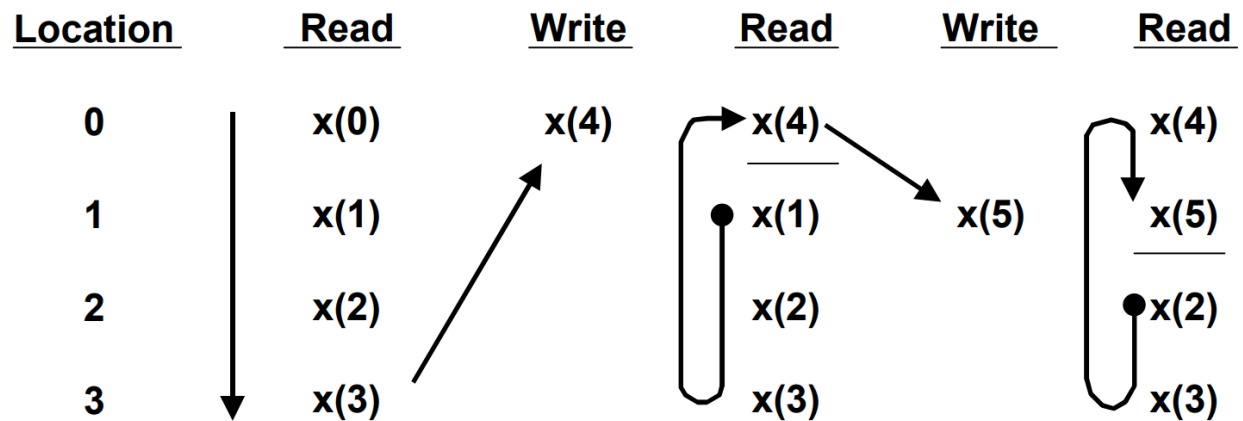 Location Read Write Read Write Read
0 x(0) x(4) x(4) x(4)
1 x(1) x(1) x(5) x(5)
2 x(2) x(2) x(2)
3 x(3) x(3) x(3)